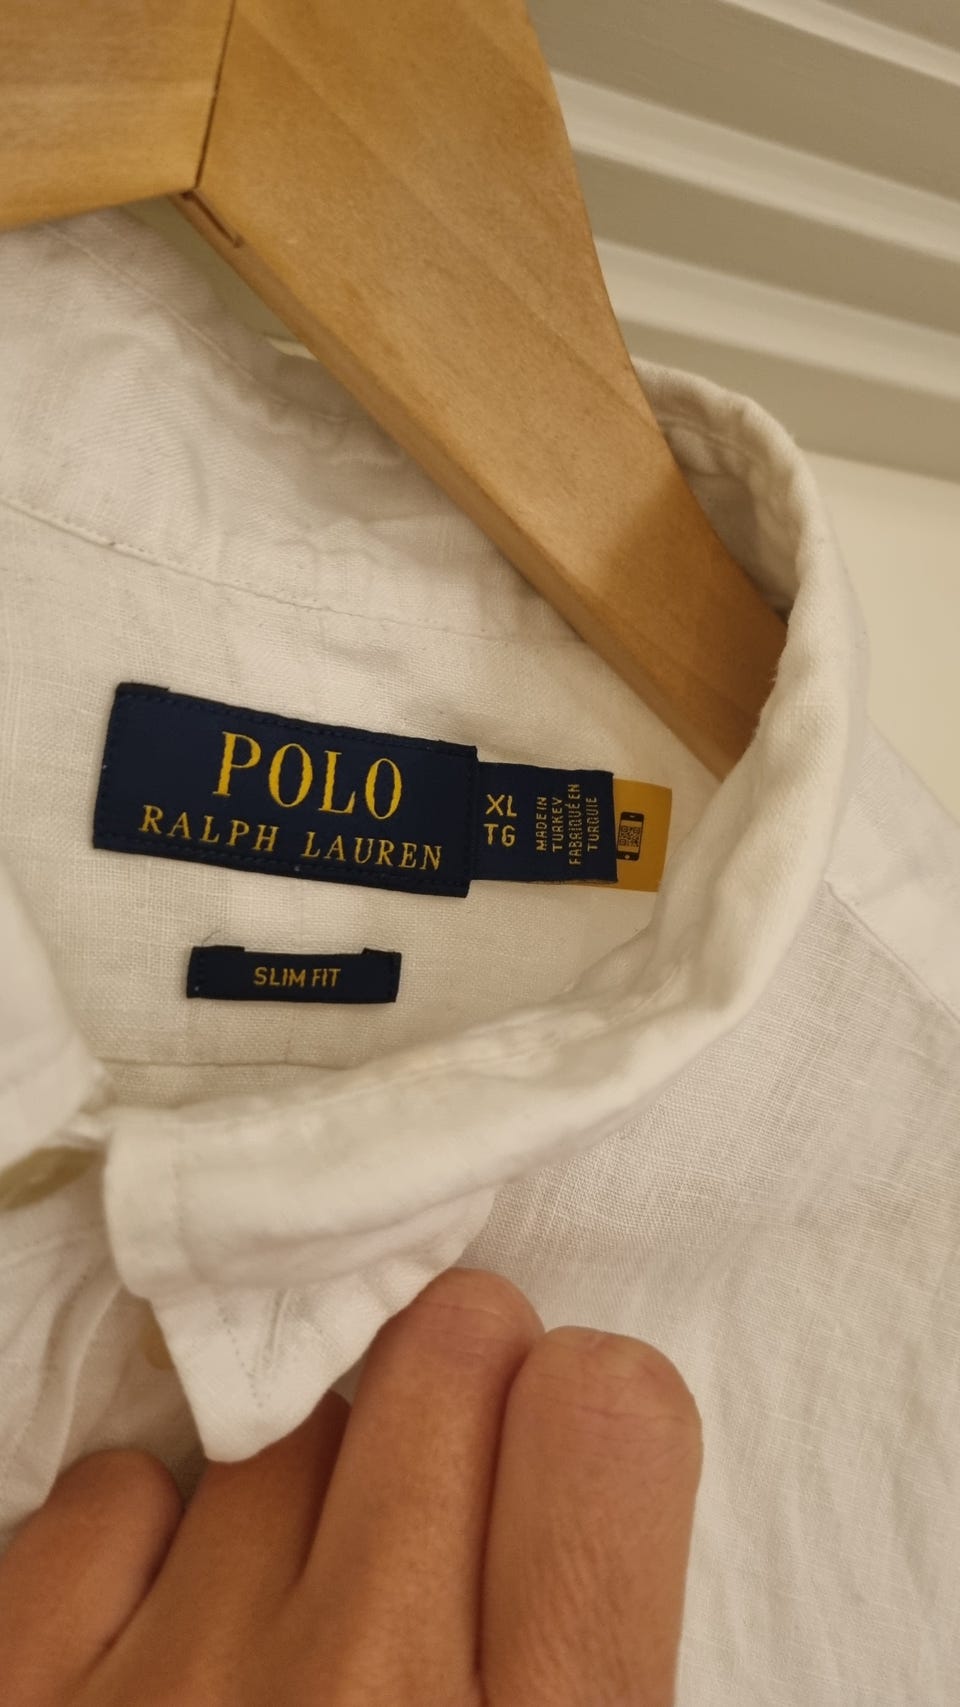 POLO
RALPH LAUREN
XL
TG
MADE IN
TURKEY
FABRIQUÉ EN
TURQUIE
SLIM FIT